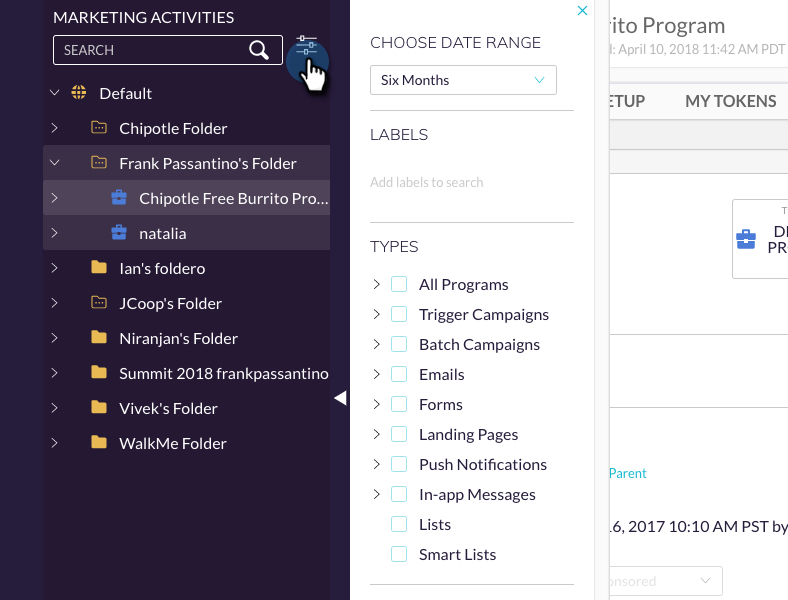 MARKETING ACTIVITIES
SEARCH
Default
Chipotle Folder
Frank Passantino's Folder
Chipotle Free Burrito Pro...
natalia
Ian's foldero
JCoop's Folder
Niranjan's Folder
Summit 2018 frankpassantino
Vivek's Folder
WalkMe Folder
CHOOSE DATE RANGE
Six Months
LABELS
Add labels to search
TYPES
All Programs
Trigger Campaigns
Batch Campaigns
Emails
Forms
Landing Pages
Push Notifications
In-app Messages
Lists
Smart Lists
rito Program
d: April 10, 2018 11:42 AM PDT
ETUP MY TOKENS
T
DE
PRO
Parent
16, 2017 10:10 AM PST by
onsored